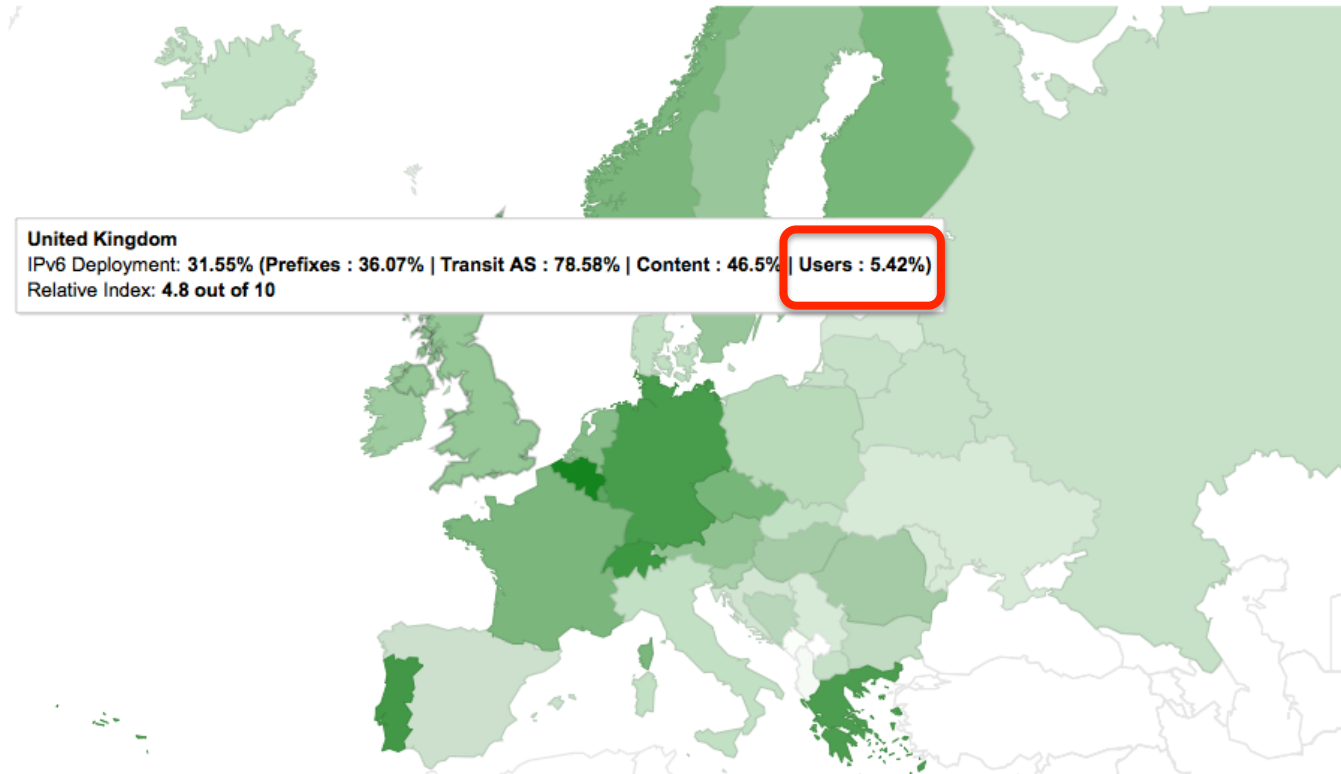 United Kingdom
IPv6 Deployment: 31.55% (Prefixes : 36.07% | Transit AS : 78.58% | Content : 46.5% | Users : 5.42%)
Relative Index: 4.8 out of 10